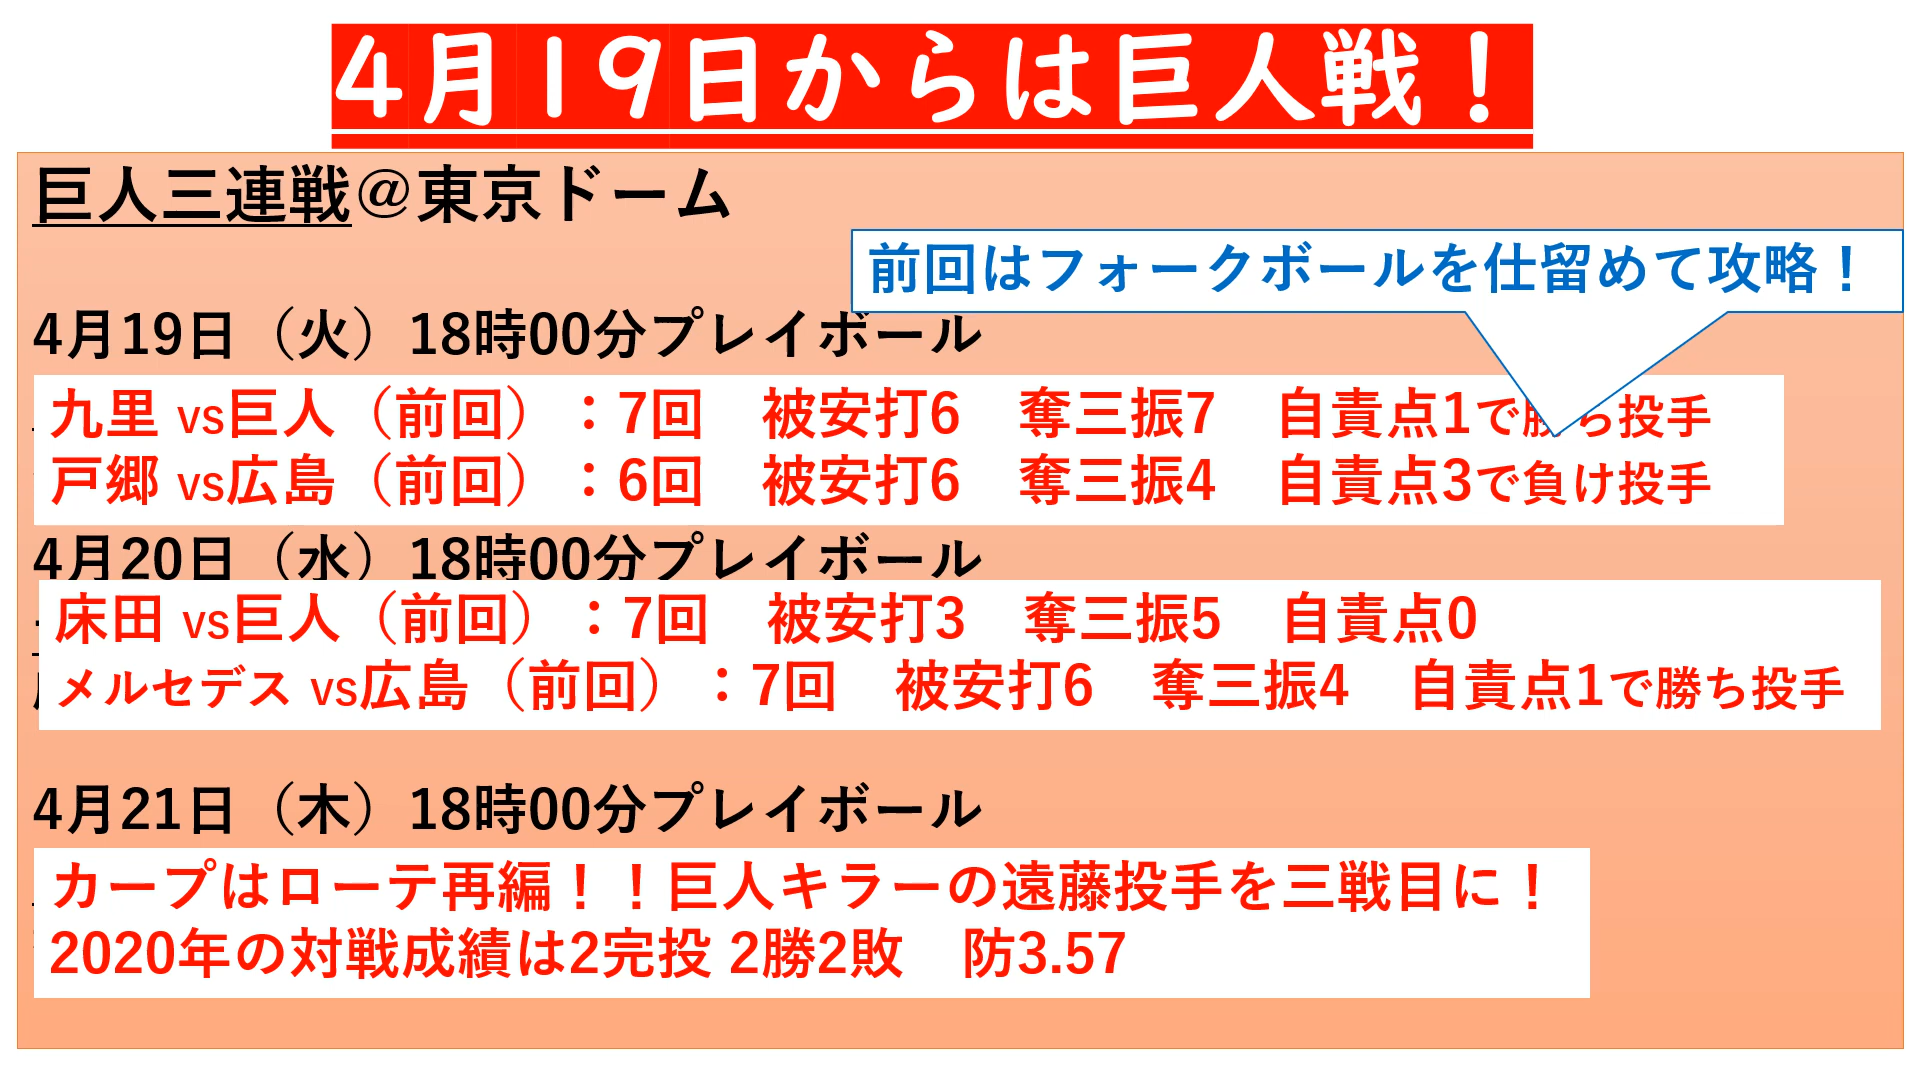 4月19日からは巨人戦！
巨人三連戦＠東京ドーム
前回はフォークボールを仕留めて攻略！
4月19日（火）18時00分プレイボール
九里 vs巨人（前回）：7回　被安打6　奪三振7　自責点1で勝ち投手
戸郷 vs広島（前回）：6回　被安打6　奪三振4　自責点3で負け投手
4月20日（水）18時00分プレイボール
床田 vs巨人（前回）：7回　被安打3　奪三振5　自責点0
メルセデス vs広島（前回）：7回　被安打6　奪三振4　自責点1で勝ち投手
4月21日（木）18時00分プレイボール
カープはローテ再編！！巨人キラーの遠藤投手を三戦目に！
2020年の対戦成績は2完投 2勝2敗　防3.57